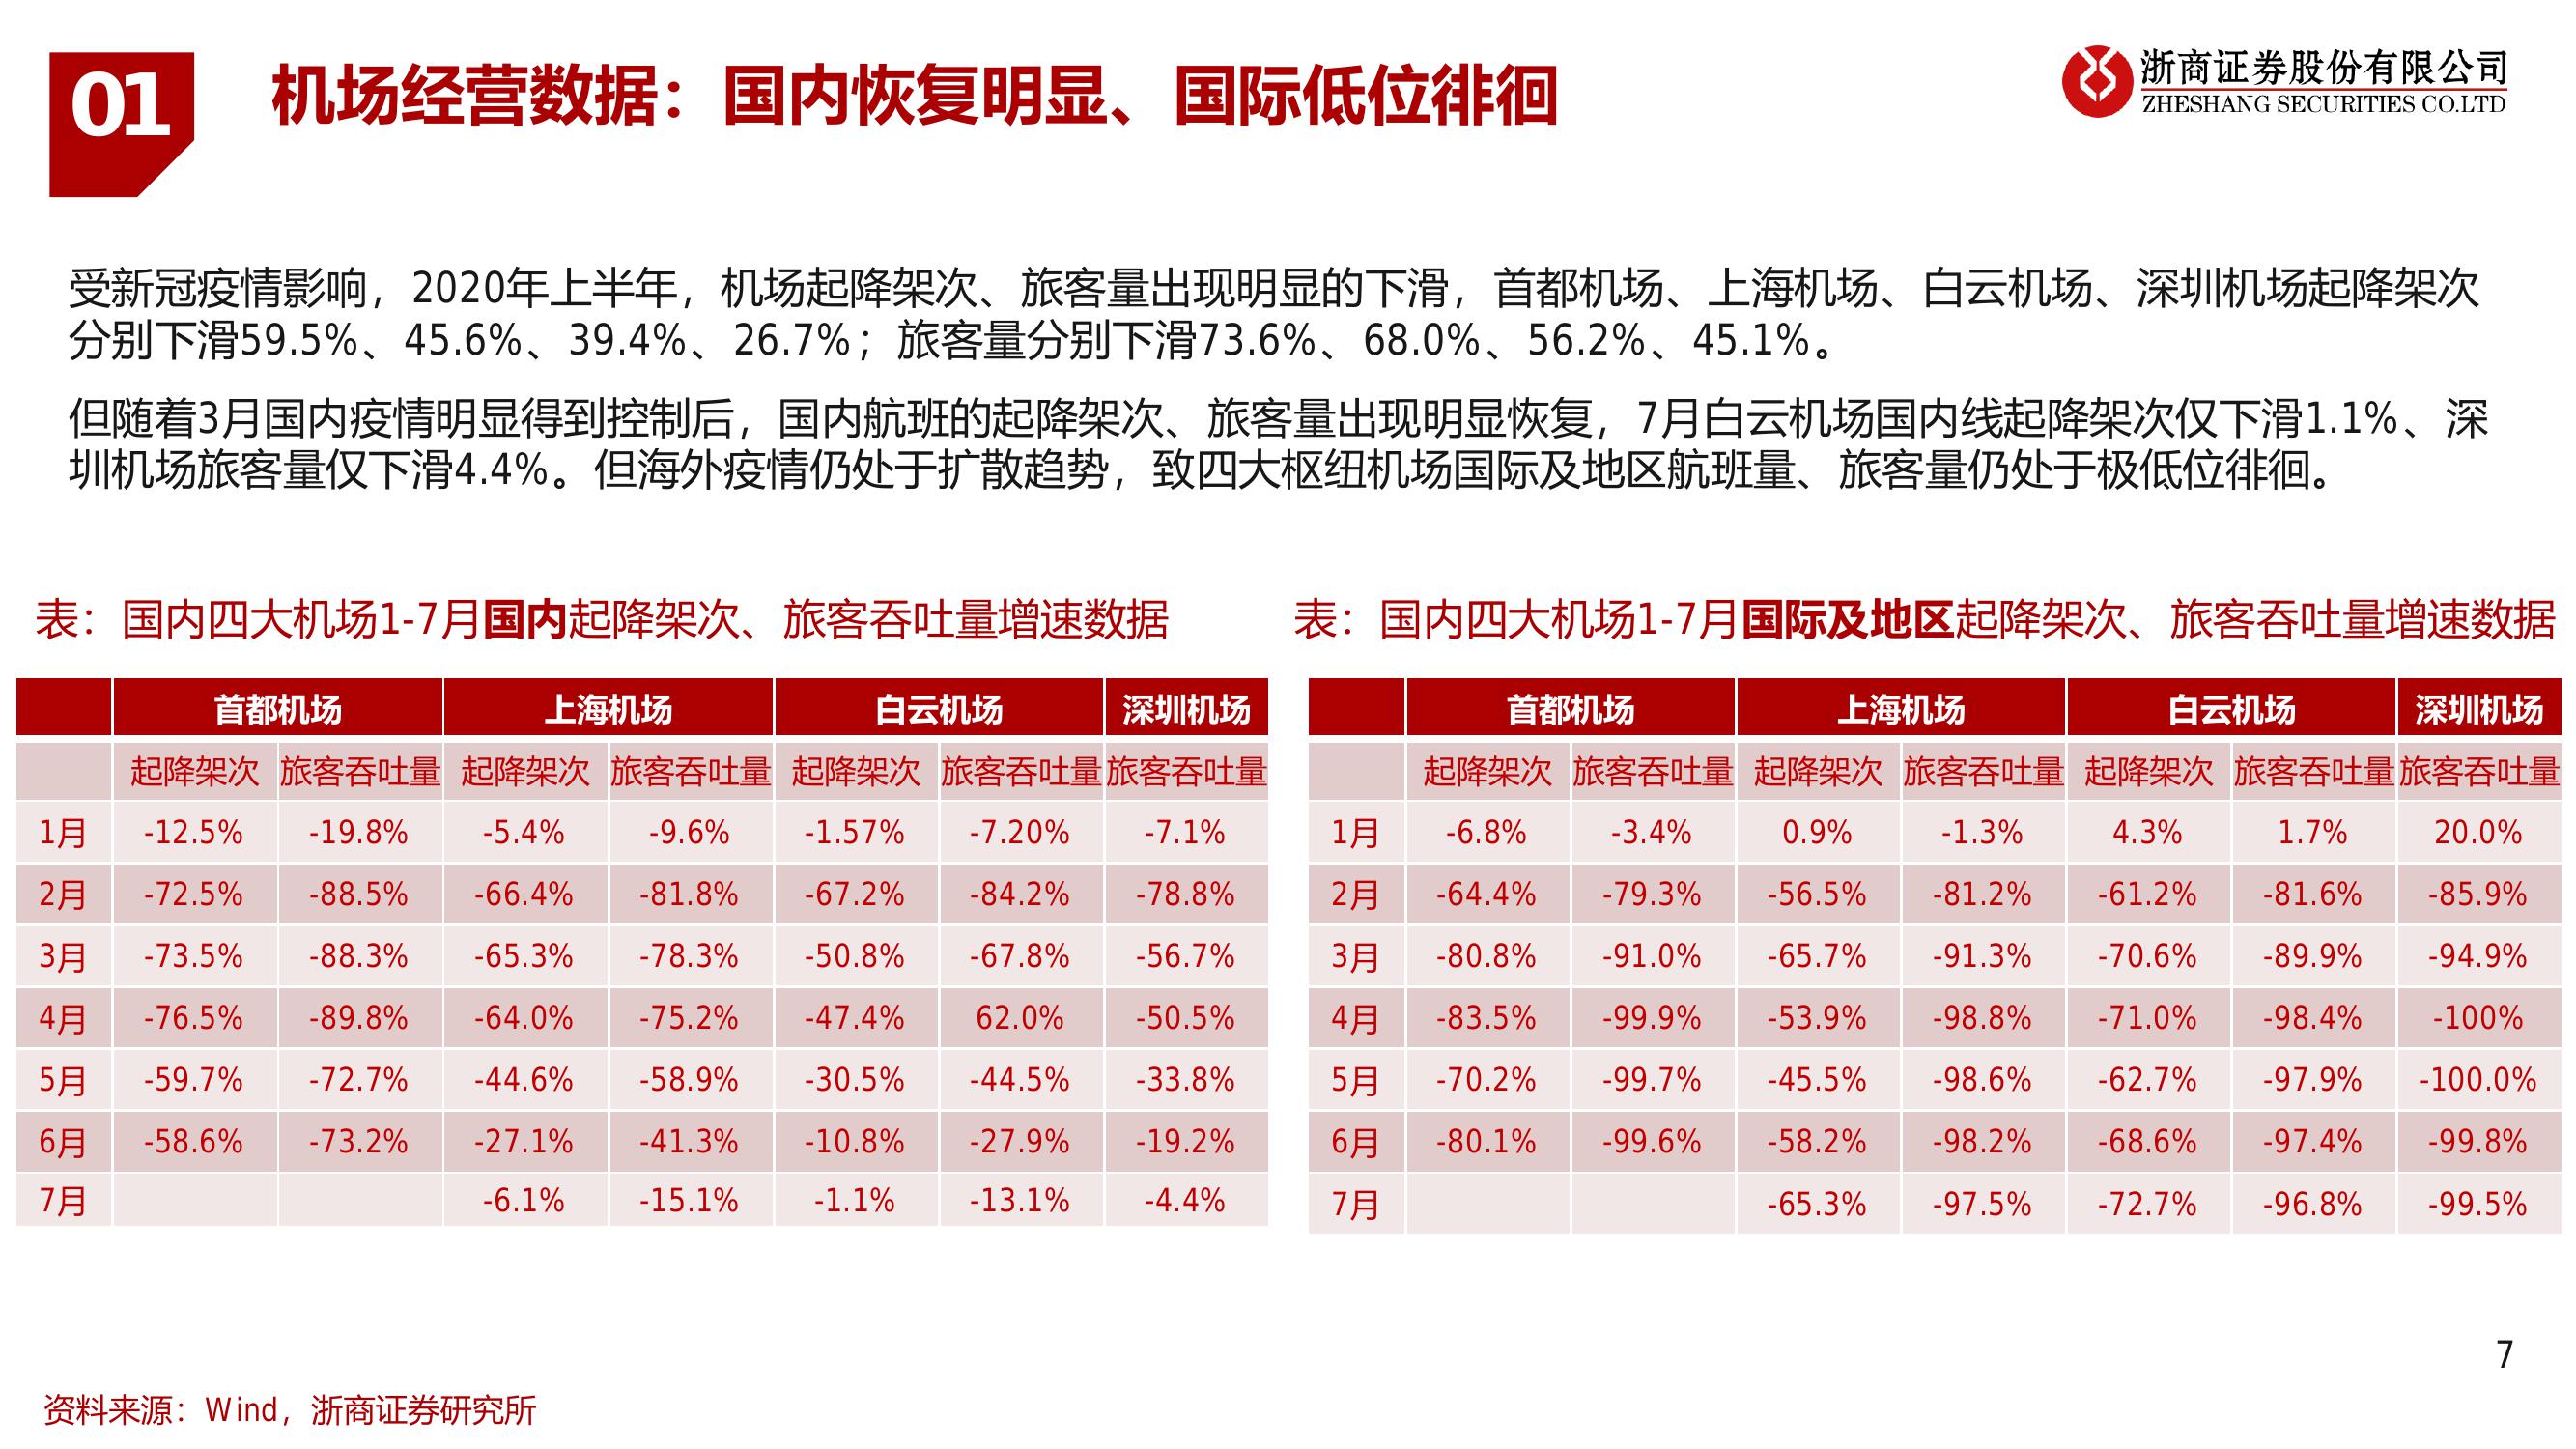 01
机场经营数据：国内恢复明显、国际低位徘徊
浙商证券股份有限公司
ZHESHANG SECURITIES CO.LTD
受新冠疫情影响，2020年上半年，机场起降架次、旅客量出现明显的下滑，首都机场、上海机场、白云机场、深圳机场起降架次
分别下滑59.5%、45.6%、39.4%、26.7%；旅客量分别下滑73.6%、68.0%、56.2%、45.1%。
但随着3月国内疫情明显得到控制后，国内航班的起降架次、旅客量出现明显恢复，7月白云机场国内线起降架次仅下滑1.1%、深
圳机场旅客量仅下滑4.4%。但海外疫情仍处于扩散趋势，致四大枢纽机场国际及地区航班量、旅客量仍处于极低位徘徊。
表：国内四大机场1-7月国内起降架次、旅客吞吐量增速数据
首都机场 上海机场 白云机场 深圳机场
起降架次 旅客吞吐量 起降架次 旅客吞吐量 起降架次 旅客吞吐量 旅客吞吐量
1月 -12.5% -19.8% -5.4% -9.6% -1.57% -7.20% -7.1%
2月 -72.5% -88.5% -66.4% -81.8% -67.2% -84.2% -78.8%
3月 -73.5% -88.3% -65.3% -78.3% -50.8% -67.8% -56.7%
4月 -76.5% -89.8% -64.0% -75.2% -47.4% 62.0% -50.5%
5月 -59.7% -72.7% -44.6% -58.9% -30.5% -44.5% -33.8%
6月 -58.6% -73.2% -27.1% -41.3% -10.8% -27.9% -19.2%
7月 -6.1% -15.1% -1.1% -13.1% -4.4%
表：国内四大机场1-7月国际及地区起降架次、旅客吞吐量增速数据
首都机场 上海机场 白云机场 深圳机场
起降架次 旅客吞吐量 起降架次 旅客吞吐量 起降架次 旅客吞吐量 旅客吞吐量
1月 -6.8% -3.4% 0.9% -1.3% 4.3% 1.7% 20.0%
2月 -64.4% -79.3% -56.5% -81.2% -61.2% -81.6% -85.9%
3月 -80.8% -91.0% -65.7% -91.3% -70.6% -89.9% -94.9%
4月 -83.5% -99.9% -53.9% -98.8% -71.0% -98.4% -100%
5月 -70.2% -99.7% -45.5% -98.6% -62.7% -97.9% -100.0%
6月 -80.1% -99.6% -58.2% -98.2% -68.6% -97.4% -99.8%
7月 -65.3% -97.5% -72.7% -96.8% -99.5%
7
资料来源：Wind，浙商证券研究所